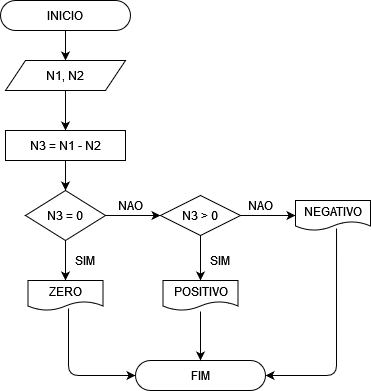 INICIO
N1, N2
N3 = N1 - N2
N3 = 0
NAO
N3 > 0
NAO
NEGATIVO
SIM
SIM
ZERO
POSITIVO
FIM